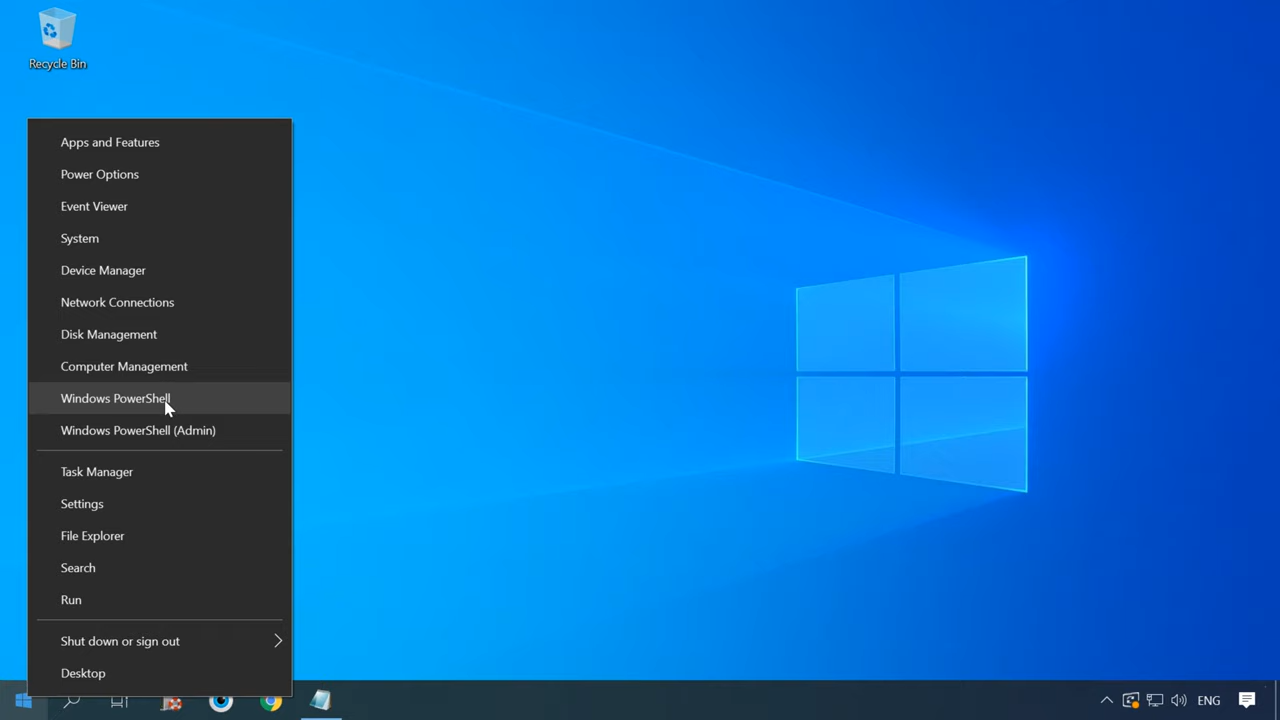 Recycle Bin
Apps and Features
Power Options
Event Viewer
System
Device Manager
Network Connections
Disk Management
Computer Management
Windows PowerShell
Windows PowerShell (Admin)
Task Manager
Settings
File Explorer
Search
Run
Shut down or sign out
Desktop
ENG